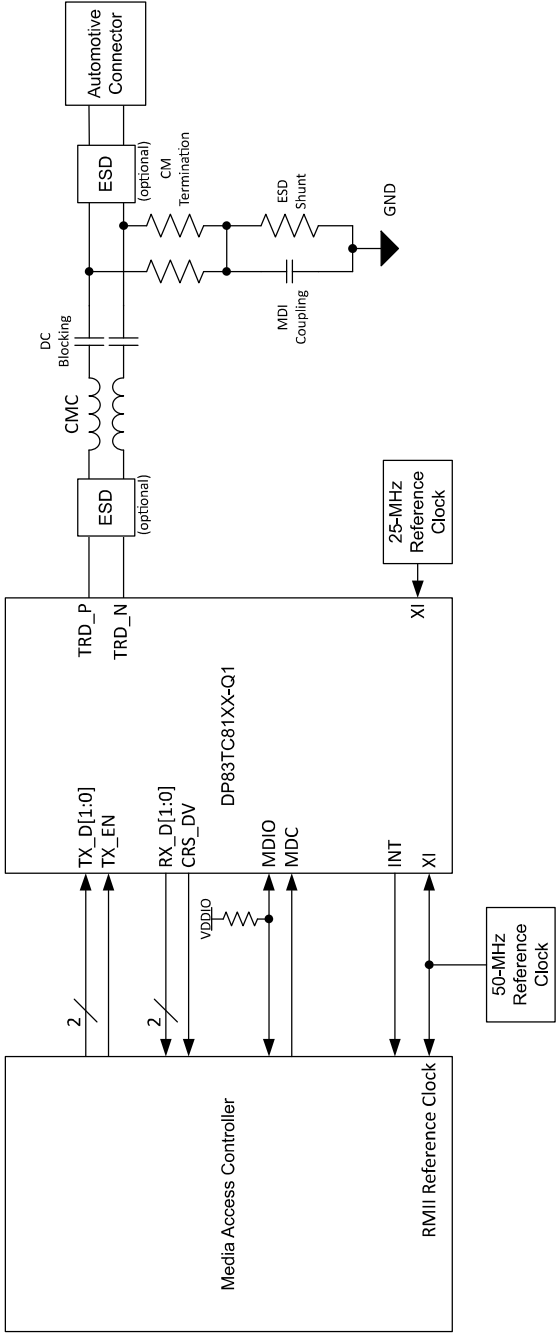 Media Access Controller
RMII Reference Clock
2
2
VDDIO
50-MHz
Reference
Clock
TX_D[1:0]
TX_EN
RX_D[1:0]
CRS_DV
MDIO
MDC
INT
XI
DP83TC81XX-Q1
TRD_P
TRD_N
XI
25-MHz
Reference
Clock
ESD
(optional)
CMC
DC
Blocking
ESD
(optional)
CM
Termination
MDI
Coupling
ESD
Shunt
GND
Automotive
Connector